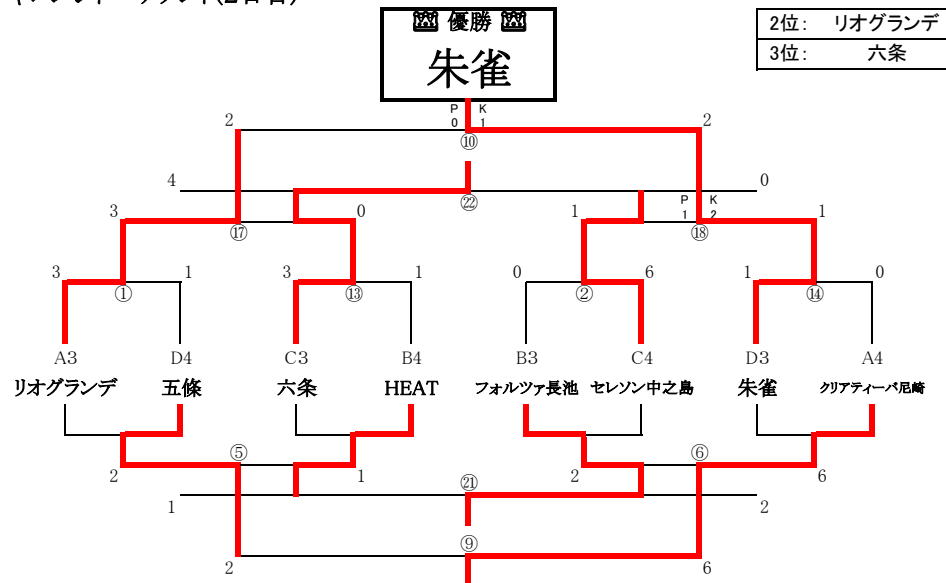 優勝
朱雀
2位: リオグランデ
3位: 六条
P K
0 1
2 2
⑩
4 0
㉒
P K
1 2
3 0 1 1
⑰ ⑱
3 1 3 1 0 6 1 0
① ⑬ ② ⑭
A3 D4 C3 B4 B3 C4 D3 A4
リオグランデ 五條 六条 HEAT フォルツァ長池 セレソン中之島 朱雀 クリアティーバ尼崎
⑤ ⑥
2 1 2 6
㉑
1 2
⑨
2 6